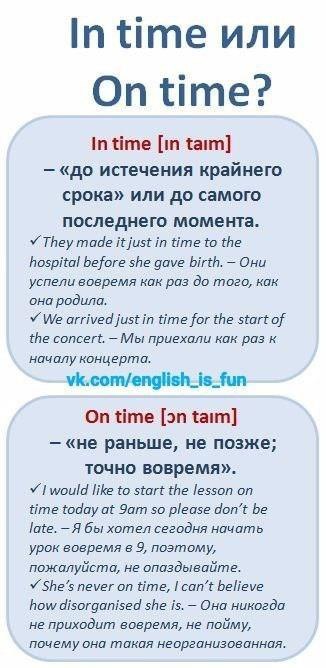 In time или
On time?
In time [ın taım]
– «до истечения крайнего
срока» или до самого
последнего момента.
✓They made it just in time to the
hospital before she gave birth. – Они
успели вовремя как раз до того, как
она родила.
✓We arrived just in time for the start of
the concert. – Мы приехали как раз к
началу концерта.
vk.com/english_is_fun
On time [ɔn taım]
– «не раньше, не позже;
точно вовремя».
✓I would like to start the lesson on
time today at 9am so please don’t be
late. – Я бы хотел сегодня начать
урок вовремя в 9, поэтому,
пожалуйста, не опаздывайте.
✓She’s never on time, I can’t believe
how disorganised she is. – Она никогда
не приходит вовремя, не пойму,
почему она такая неорганизованная.